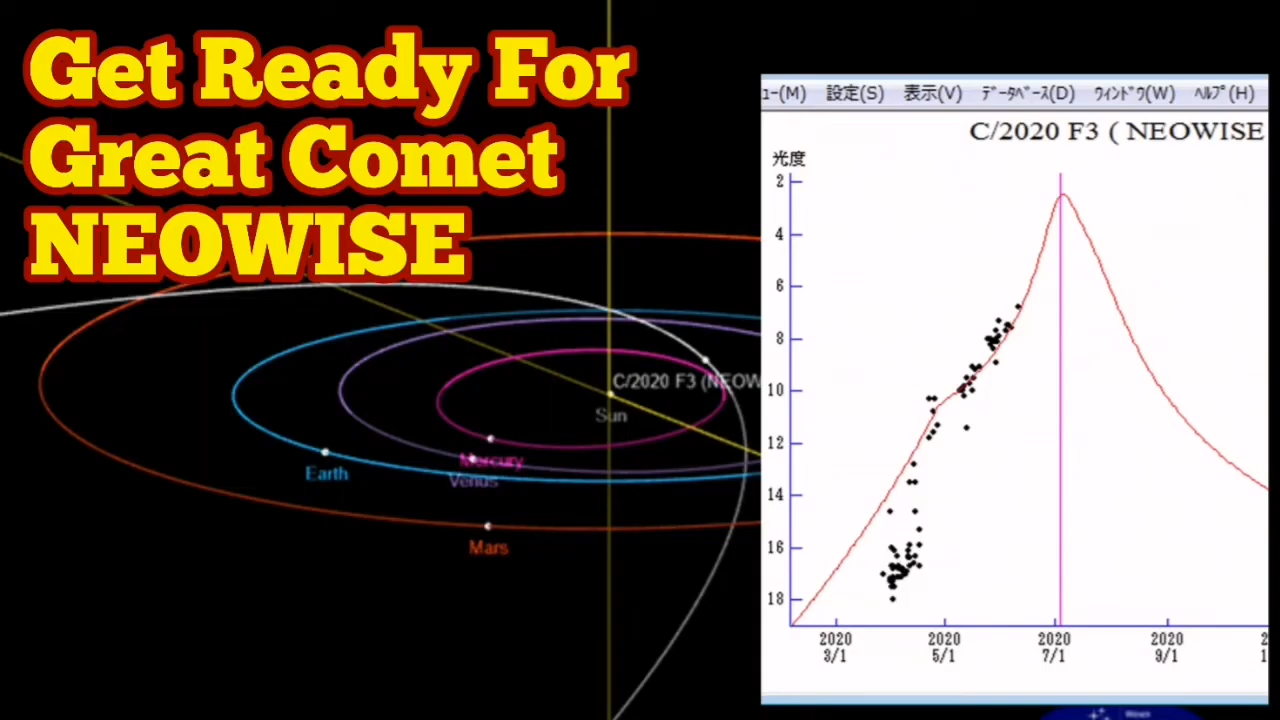 Get Ready For
Great Comet
NEOWISE
ﾕｰ(M) 設定(S) 表示(V) ﾃﾞｰﾀﾍﾞｰｽ(D) ｳｨﾝﾄﾞｳ(W) ﾍﾙﾌﾟ(H)
C/2020 F3 ( NEOWISE
光度
2
4
6
8
10
12
14
16
18
2020 2020 2020 2020 2
3/1 5/1 7/1 9/1 1
C/2020 F3 (NEOW
Sun
Mercury
Venus
Earth
Mars